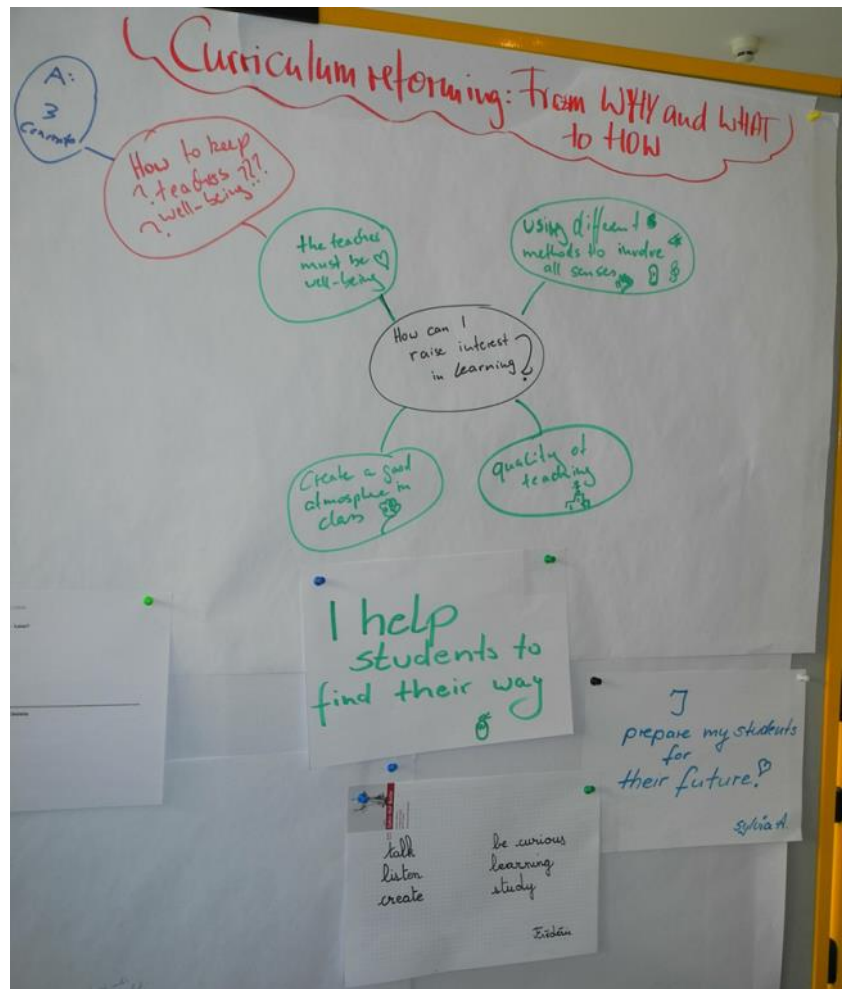 Curriculum reforming: From WHY and WHAT
to HOW
A:
3
How to keep
? teachers ???
? well-being!!!
the teacher
must be
well-being
using different
methods to involve
all senses
How can I
raise interest
in learning?
Create a good
atmosphere in
class
quality of
teaching
I help
students to
find their way
I
prepare my students
for
their future!
Sylvia A.
talk
listen
create
be curious
learning
study